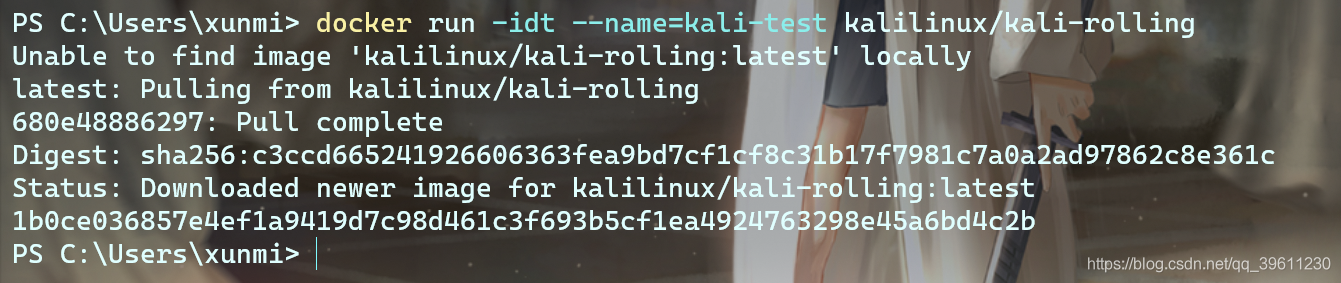 PS C:\Users\xunmi> docker run -idt --name=kali-test kalilinux/kali-rolling
Unable to find image 'kalilinux/kali-rolling:latest' locally
latest: Pulling from kalilinux/kali-rolling
680e48886297: Pull complete
Digest: sha256:c3ccd665241926606363fea9bd7cf1cf8c31b17f7981c7a0a2ad97862c8e361c
Status: Downloaded newer image for kalilinux/kali-rolling:latest
1b0ce036857e4ef1a9419d7c98d461c3f693b5cf1ea4924763298e45a6bd4c2b
PS C:\Users\xunmi>
https://blog.csdn.net/qq_39611230